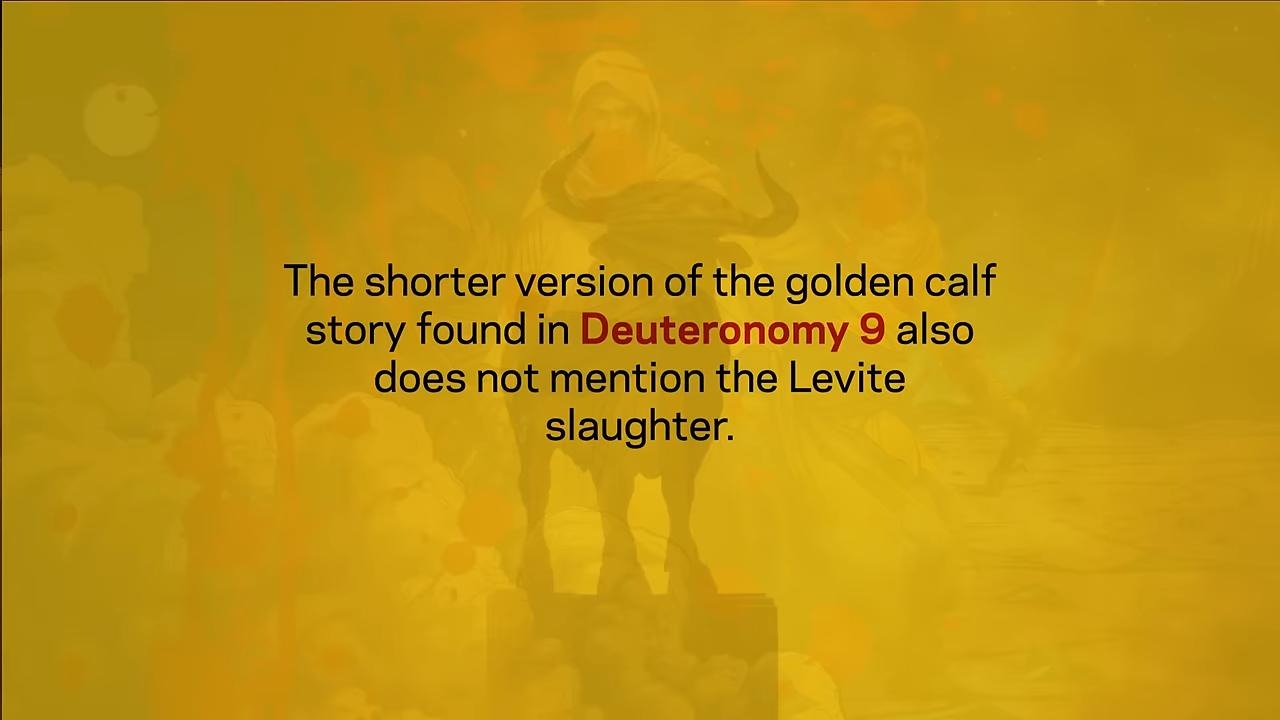 The shorter version of the golden calf
story found in Deuteronomy 9 also
does not mention the Levite
slaughter.